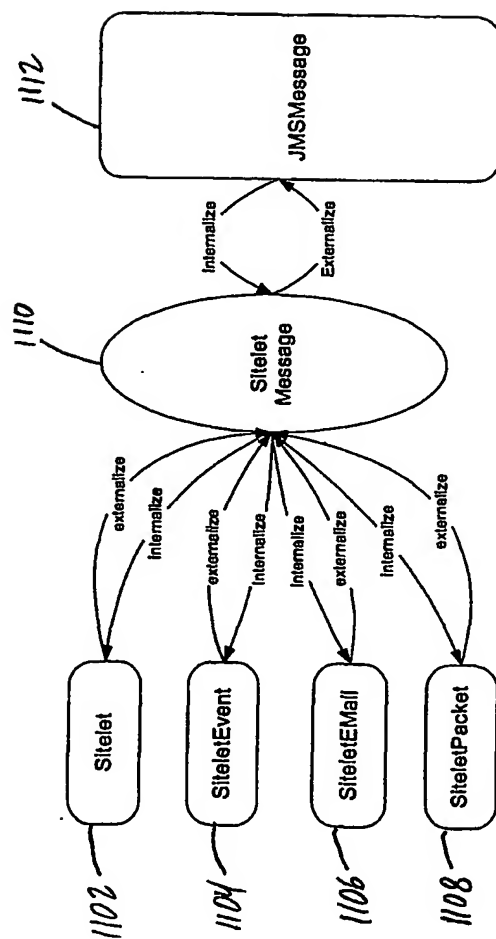 1112
JMSMessage
Internalize
Externalize
1110
Sitelet
Message
externalize
Internalize
externalize
Internalize
Internalize
externalize
Internalize
externalize
Sitelet
SiteletEvent
SiteletEMail
SiteletPacket
1102
1104
1106
1108